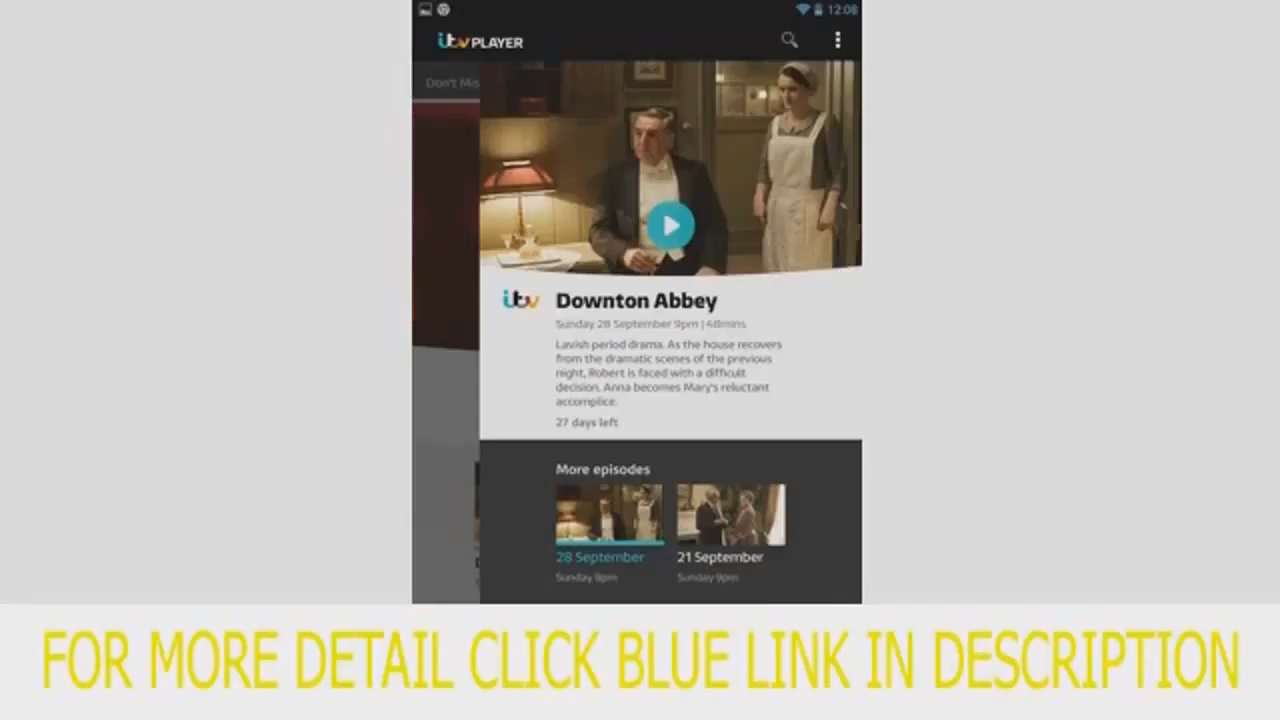 12:08
itv PLAYER
Don't Mis
itv
Downton Abbey
Sunday 28 September 9pm | 48mins
Lavish period drama. As the house recovers
from the dramatic scenes of the previous
night, Robert is faced with a difficult
decision. Anna becomes Mary's reluctant
accomplice.
27 days left
More episodes
28 September
21 September
Sunday 9pm
Sunday 9pm
FOR MORE DETAIL CLICK BLUE LINK IN DESCRIPTION